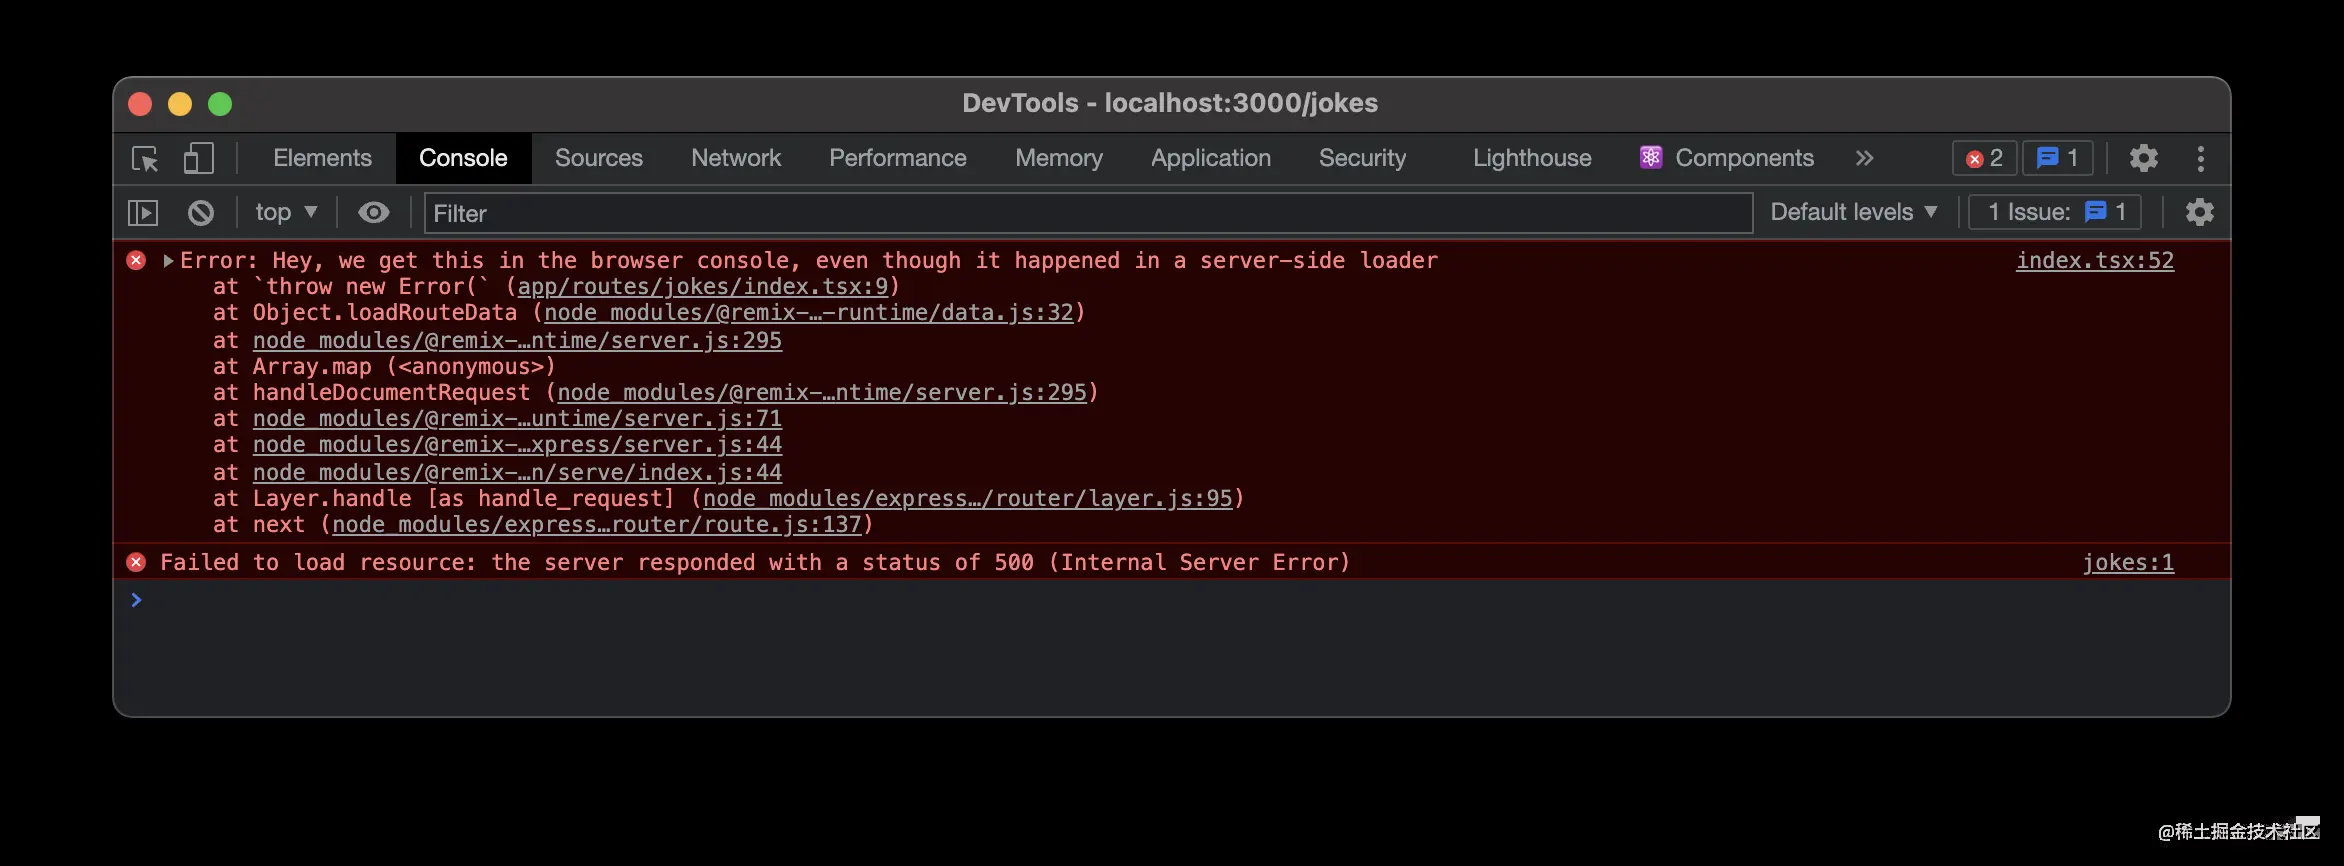 DevTools - localhost:3000/jokes
Elements Console Sources Network Performance Memory Application Security Lighthouse Components » 2 1
top ▼ Filter Default levels ▼ 1 Issue: 1
Error: Hey, we get this in the browser console, even though it happened in a server-side loader index.tsx:52
at `throw new Error(` (app/routes/jokes/index.tsx:9)
at Object.loadRouteData (node_modules/@remix-…-runtime/data.js:32)
at node_modules/@remix-…ntime/server.js:295
at Array.map (<anonymous>)
at handleDocumentRequest (node_modules/@remix-…ntime/server.js:295)
at node_modules/@remix-…untime/server.js:71
at node_modules/@remix-…xpress/server.js:44
at node_modules/@remix-…n/serve/index.js:44
at Layer.handle [as handle_request] (node_modules/express…/router/layer.js:95)
at next (node_modules/express…router/route.js:137)
Failed to load resource: the server responded with a status of 500 (Internal Server Error) jokes:1
@稀土掘金技术社区